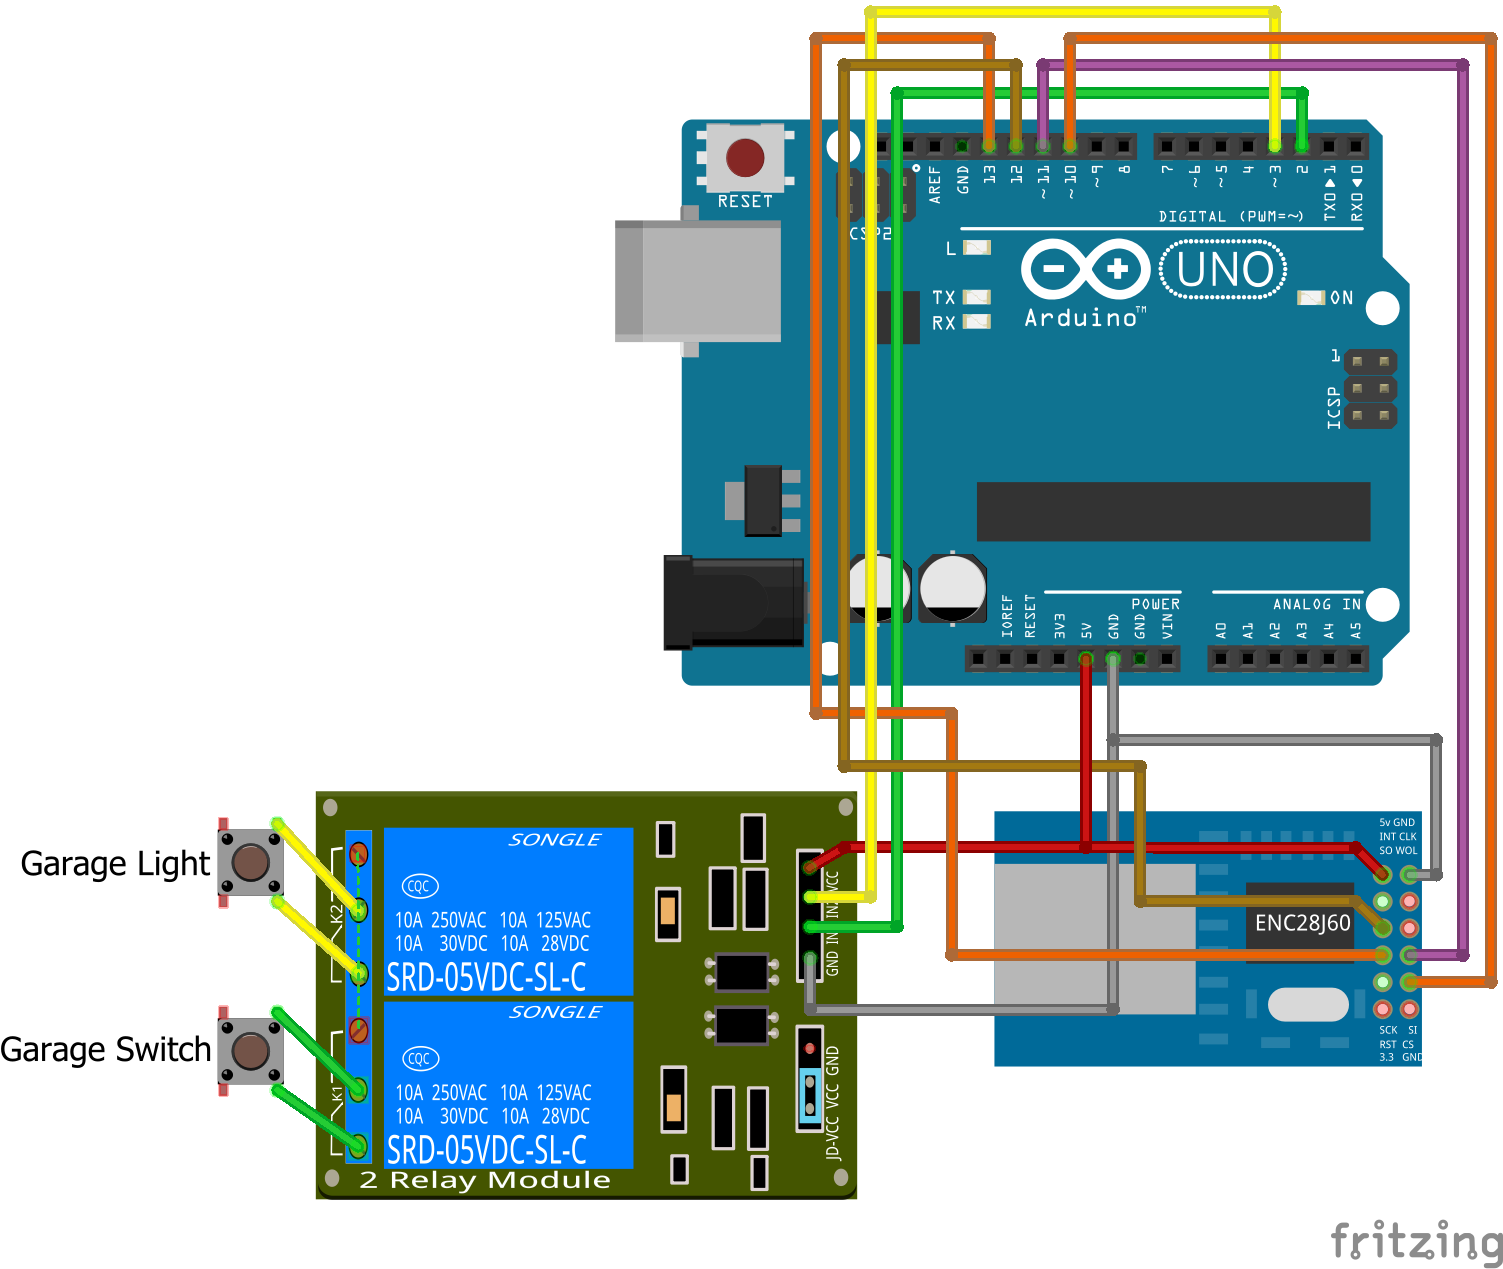 RESET
ICSP2
AREF
GND
13
12
~11
~10
~9
8
7
~6
~5
4
~3
2
TX0▶1
RX0◀0
DIGITAL (PWM=~)
L
TX
RX
UNO
Arduino™
ON
1
ICSP
POWER
ANALOG IN
IOREF
RESET
3V3
5V
GND
GND
VIN
A0
A1
A2
A3
A4
A5
Garage Light
Garage Switch
K2
K1
SONGLE
CQC
10A 250VAC 10A 125VAC
10A 30VDC 10A 28VDC
SRD-05VDC-SL-C
SONGLE
CQC
10A 250VAC 10A 125VAC
10A 30VDC 10A 28VDC
SRD-05VDC-SL-C
2 Relay Module
GND IN1 IN2 VCC
JD-VCC VCC GND
5v GND
INT CLK
SO WOL
ENC28J60
SCK SI
RST CS
3.3 GND
fritzing